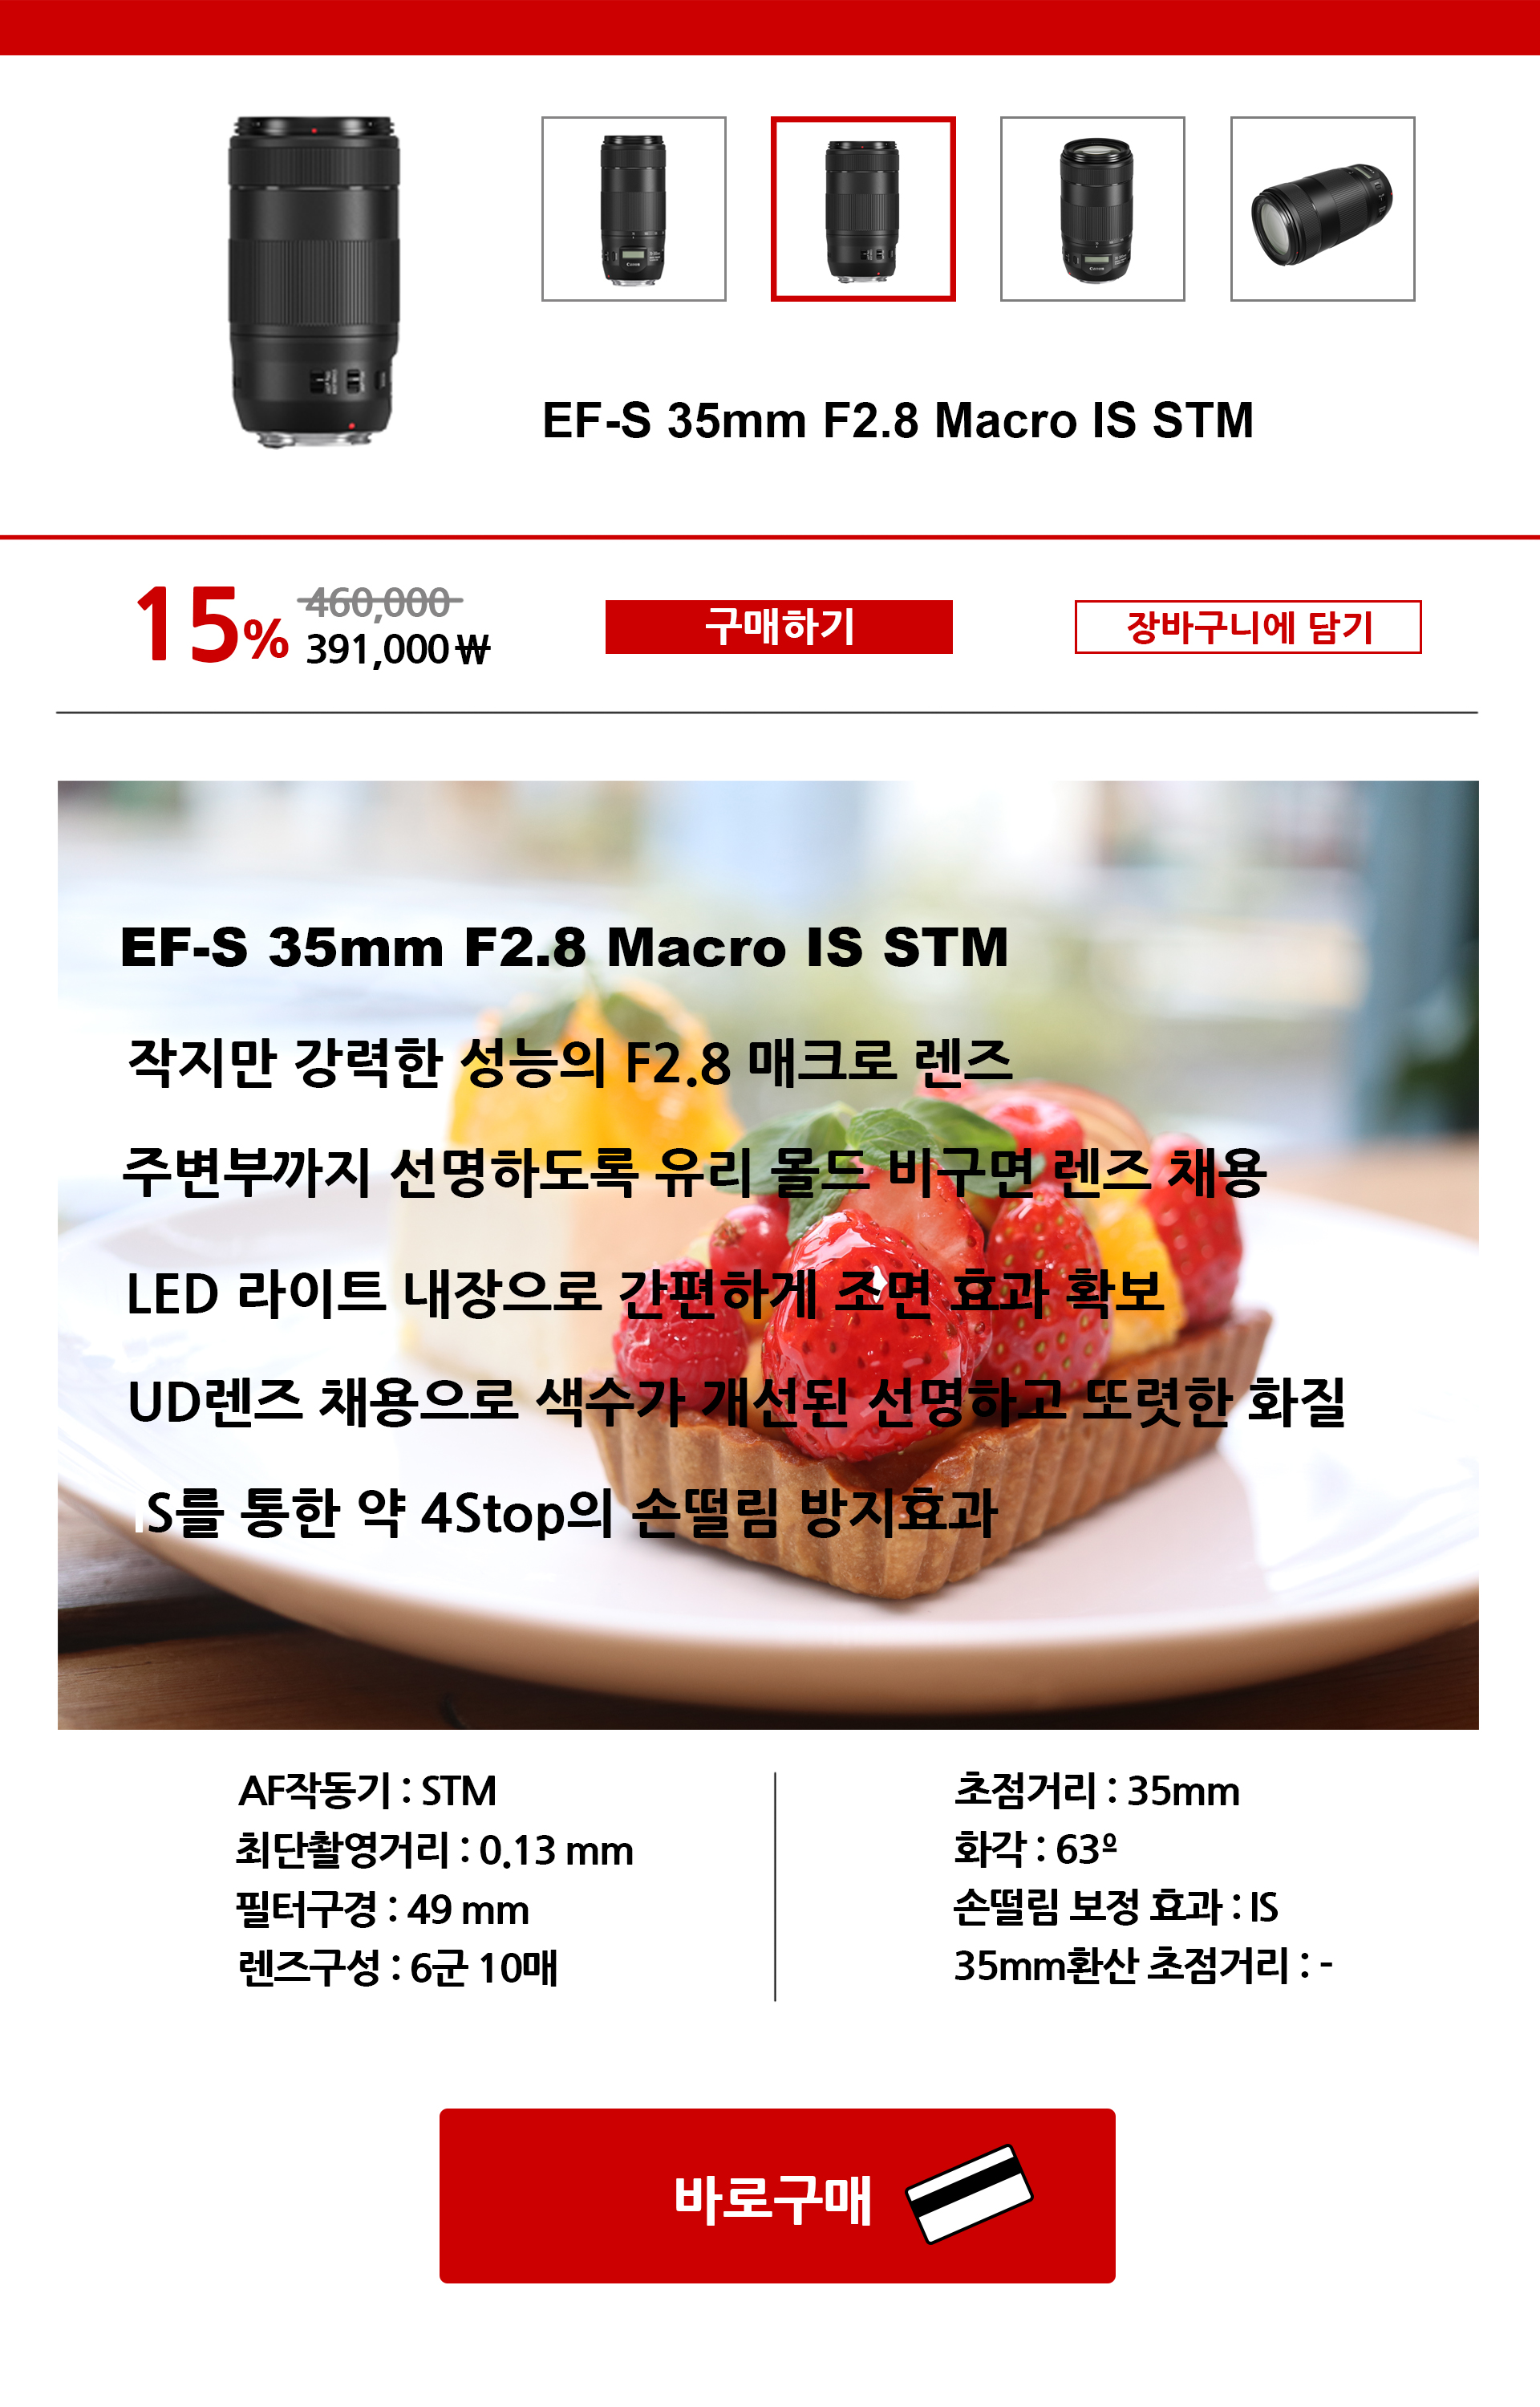 EF-S 35mm F2.8 Macro IS STM
15% 460,000
391,000 ₩
구매하기
장바구니에 담기
EF-S 35mm F2.8 Macro IS STM
작지만 강력한 성능의 F2.8 매크로 렌즈
주변부까지 선명하도록 유리 몰드 비구면 렌즈 채용
LED 라이트 내장으로 간편하게 조면 효과 확보
UD렌즈 채용으로 색수가 개선된 선명하고 또렷한 화질
IS를 통한 약 4Stop의 손떨림 방지효과
AF작동기 : STM
최단촬영거리 : 0.13 mm
필터구경 : 49 mm
렌즈구성 : 6군 10매
초점거리 : 35mm
화각 : 63º
손떨림 보정 효과 : IS
35mm환산 초점거리 : -
바로구매